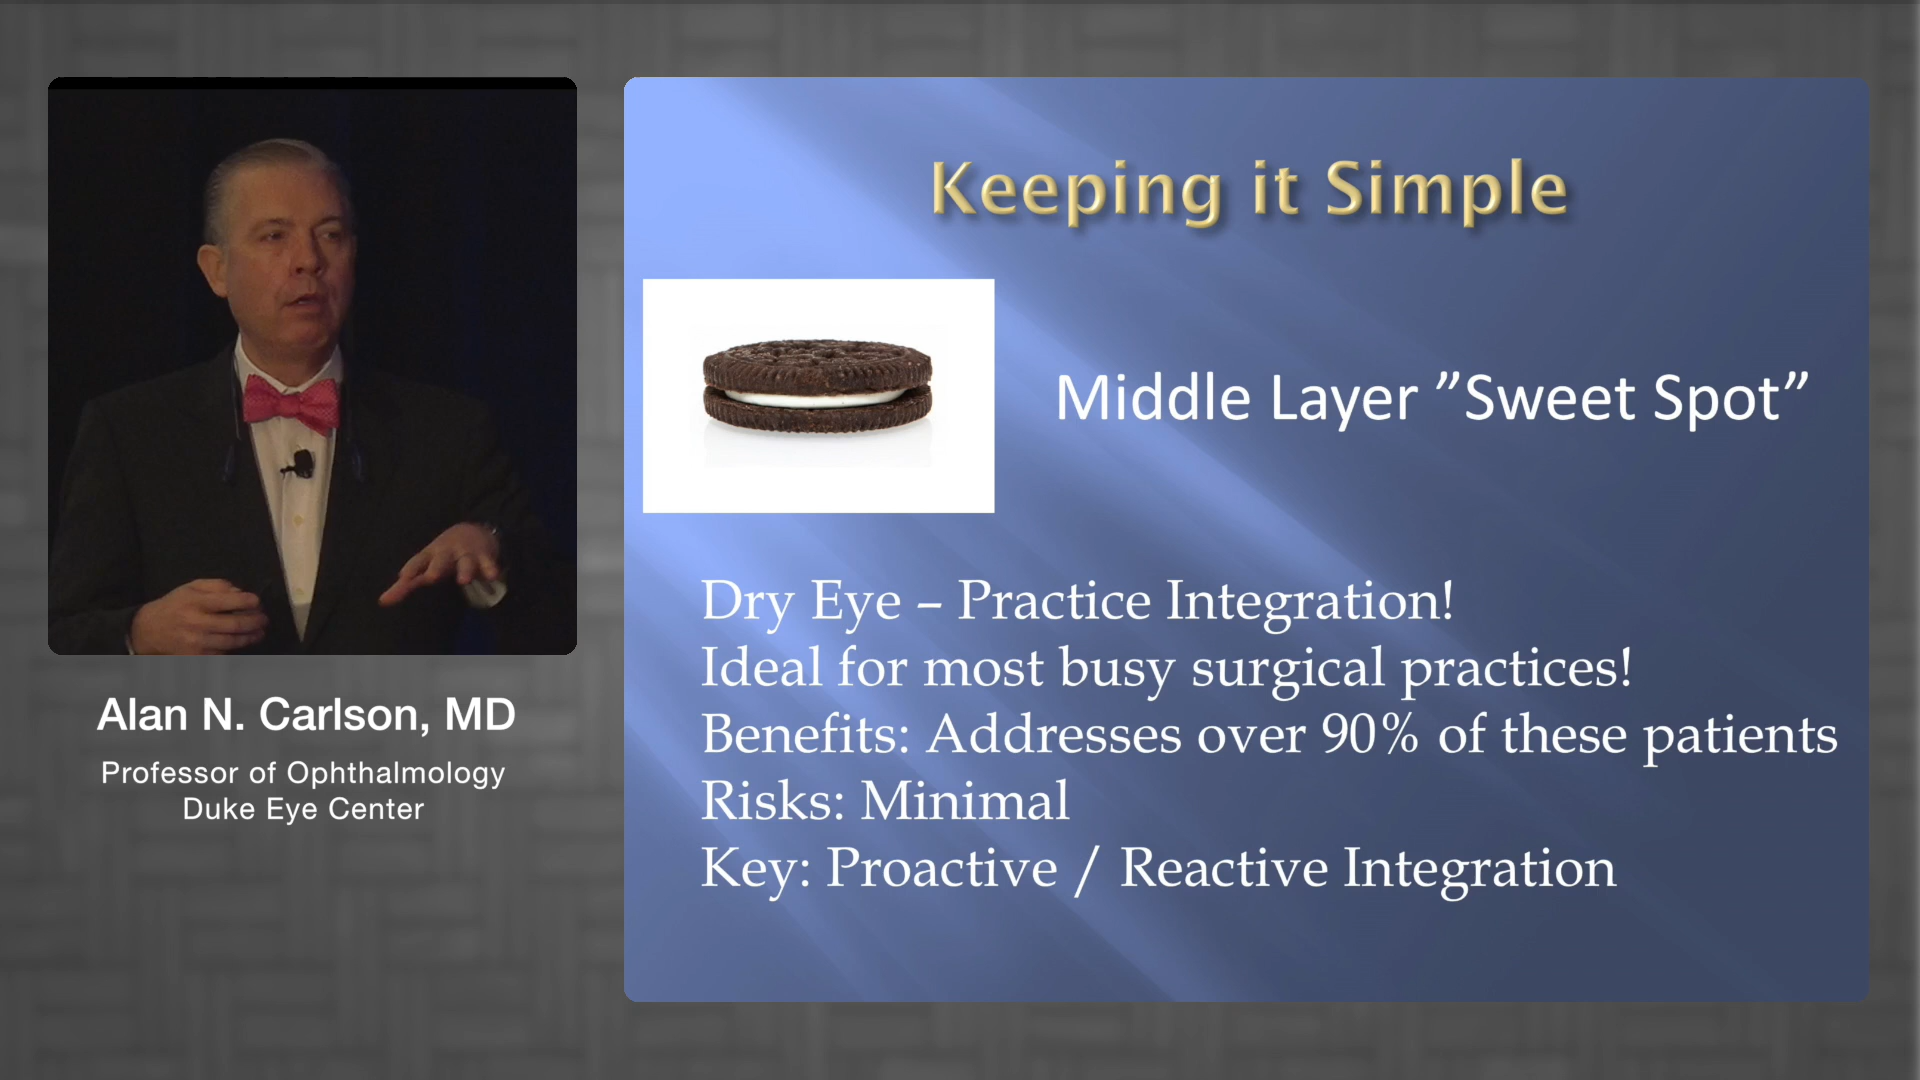 Alan N. Carlson, MD
Professor of Ophthalmology
Duke Eye Center
Keeping it Simple
Middle Layer ”Sweet Spot”
Dry Eye – Practice Integration!
Ideal for most busy surgical practices!
Benefits: Addresses over 90% of these patients
Risks: Minimal
Key: Proactive / Reactive Integration